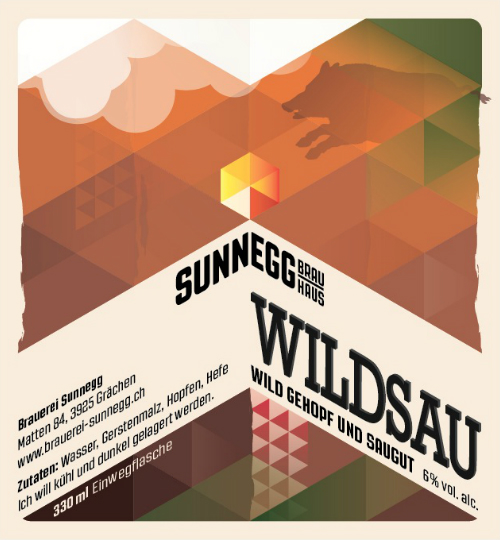 SUNNEGG BRAU
HAUS
WILDSAU
WILD GEHOPF UND SAUGUT 6% vol. alc.
Brauerei Sunnegg
Matten 84, 3925 Grächen
www.brauerei-sunnegg.ch
Zutaten: Wasser, Gerstenmalz, Hopfen, Hefe
Ich will kühl und dunkel gelagert werden.
330 ml Einwegflasche